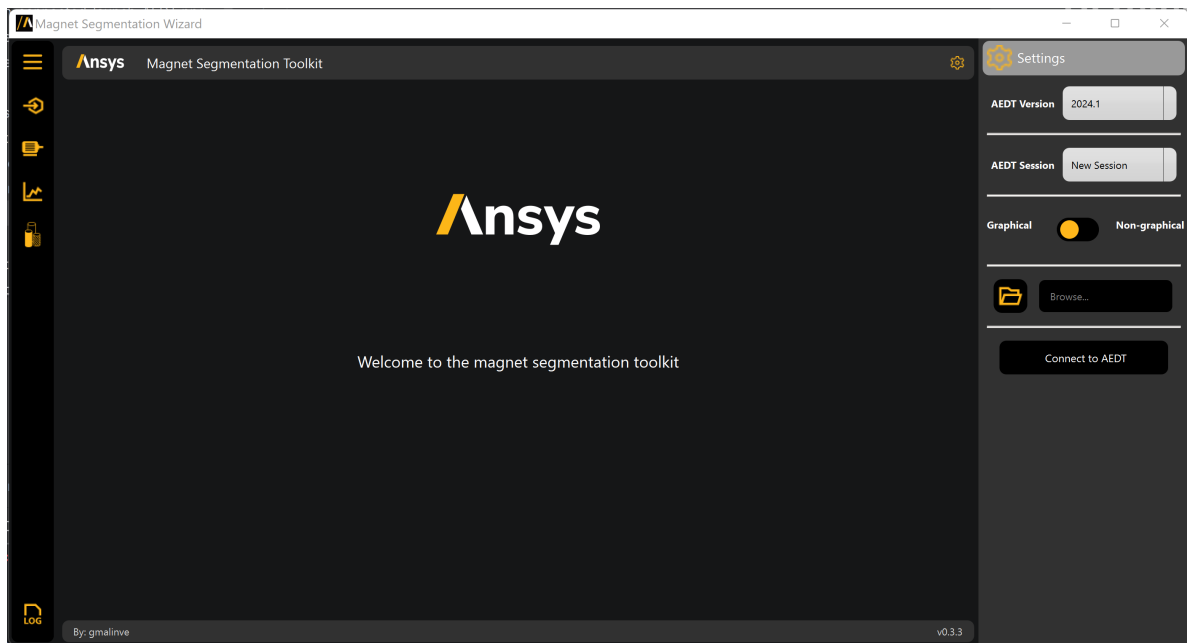 Magnet Segmentation Wizard
Ansys Magnet Segmentation Toolkit
Settings
AEDT Version 2024.1
AEDT Session New Session
Graphical Non-graphical
Browse...
Connect to AEDT
Ansys
Welcome to the magnet segmentation toolkit
LOG
By: gmalinve v0.3.3